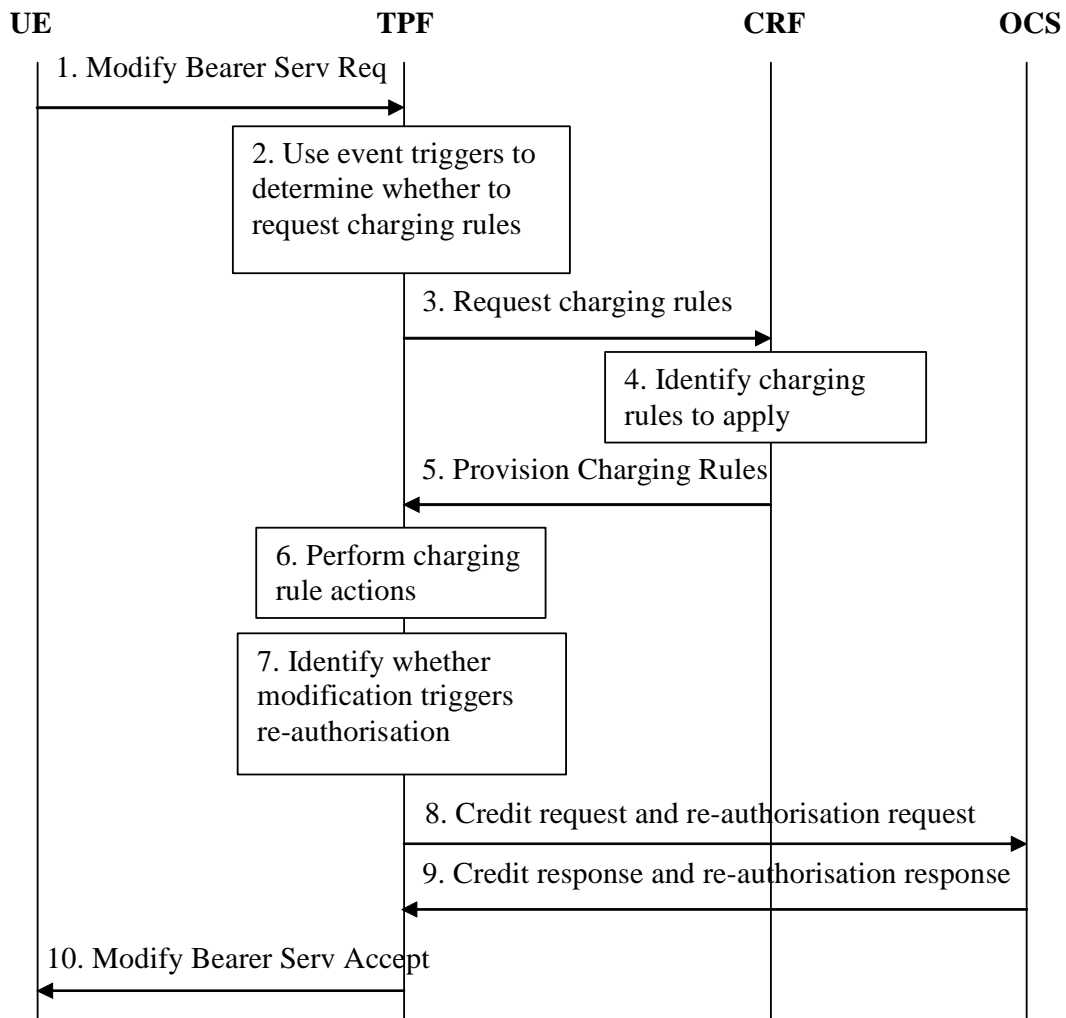 UE TPF CRF OCS
1. Modify Bearer Serv Req
2. Use event triggers to
determine whether to
request charging rules
3. Request charging rules
4. Identify charging
rules to apply
5. Provision Charging Rules
6. Perform charging
rule actions
7. Identify whether
modification triggers
re-authorisation
8. Credit request and re-authorisation request
9. Credit response and re-authorisation response
10. Modify Bearer Serv Accept